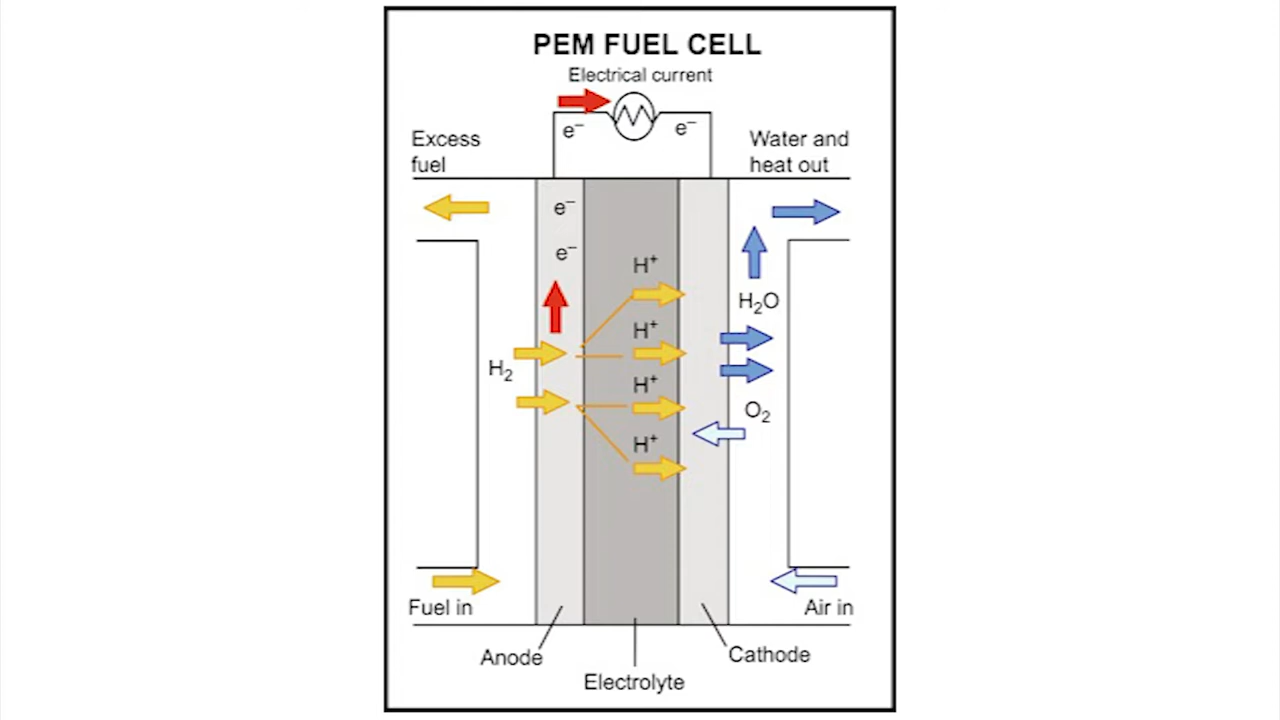 PEM FUEL CELL
Electrical current
e⁻
e⁻
Excess
fuel
Water and
heat out
e⁻
e⁻
H⁺
H₂O
H⁺
H₂
H⁺
O₂
H⁺
Fuel in
Air in
Anode
Cathode
Electrolyte